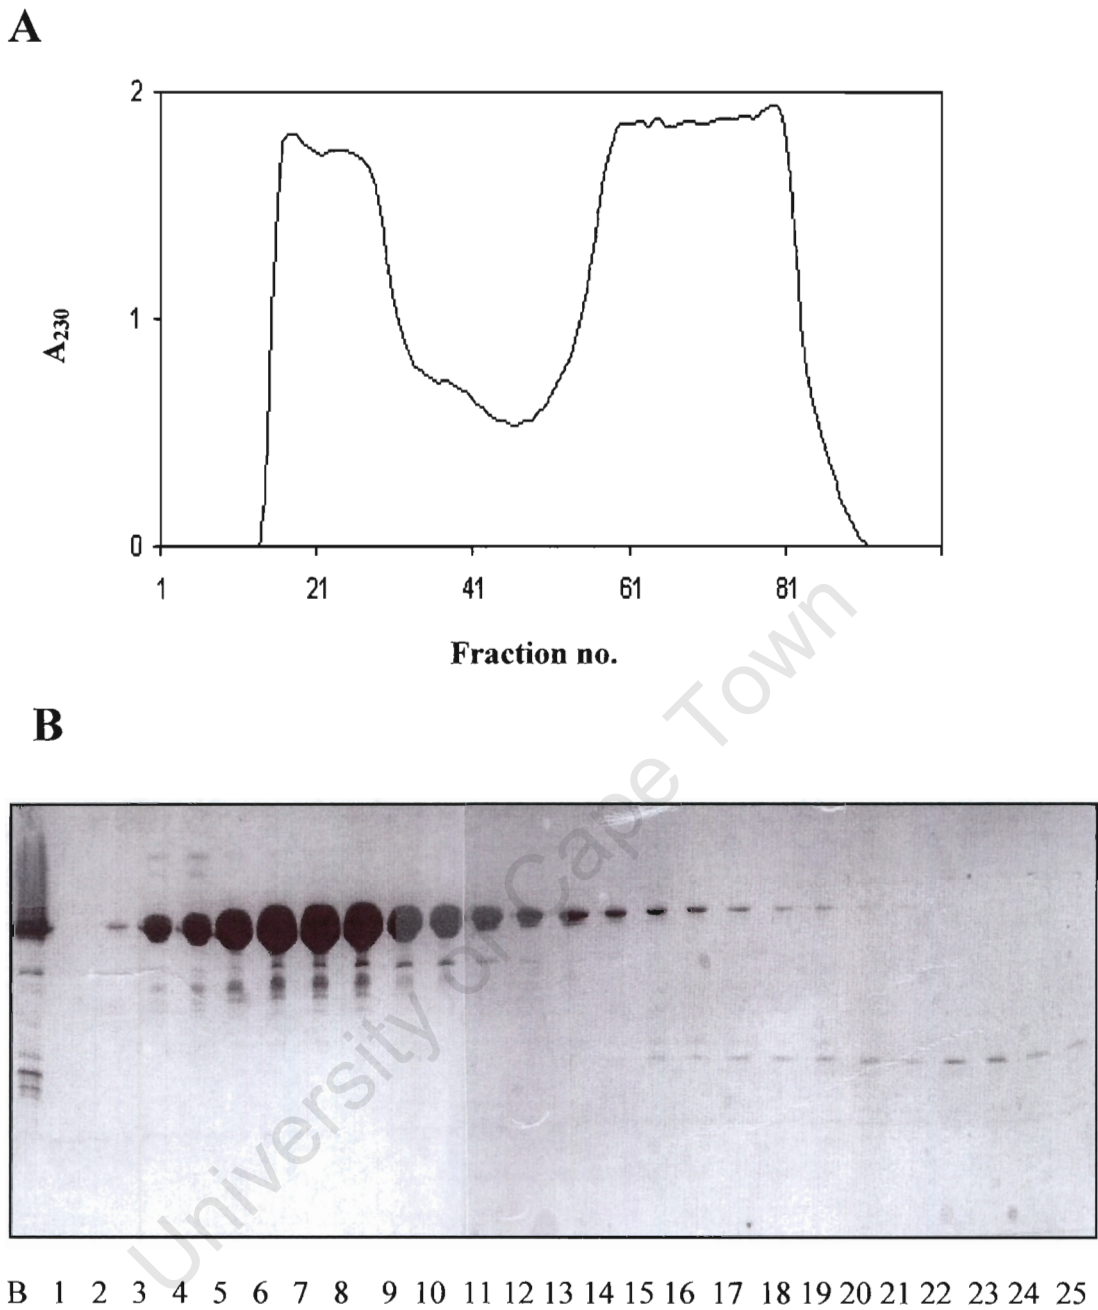 A
2
1
0
A230
1 21 41 61 81
Fraction no.
B
University of Cape Town
B 1 2 3 4 5 6 7 8 9 10 11 12 13 14 15 16 17 18 19 20 21 22 23 24 25